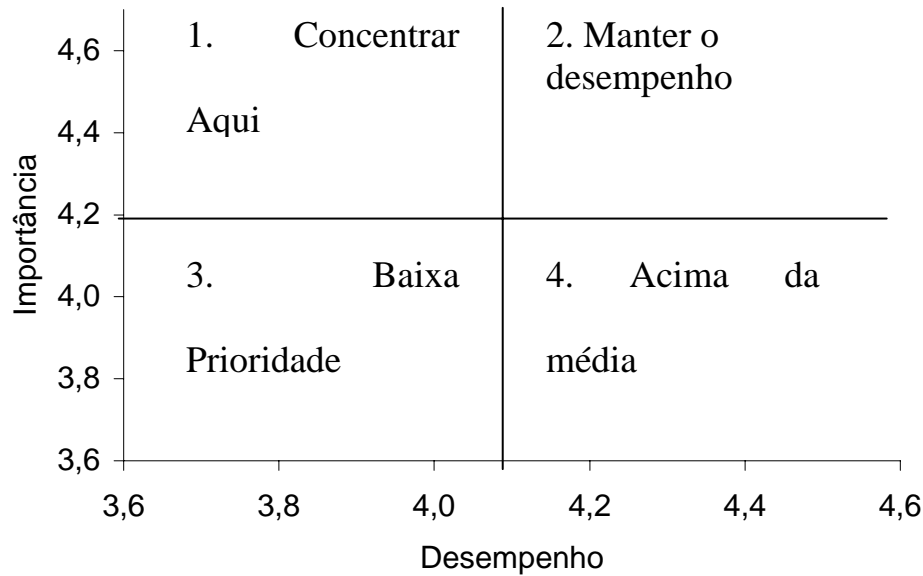 1. Concentrar
Aqui
2. Manter o
desempenho
3. Baixa
Prioridade
4. Acima da
média
Importância
4,6
4,4
4,2
4,0
3,8
3,6
3,6 3,8 4,0 4,2 4,4 4,6
Desempenho